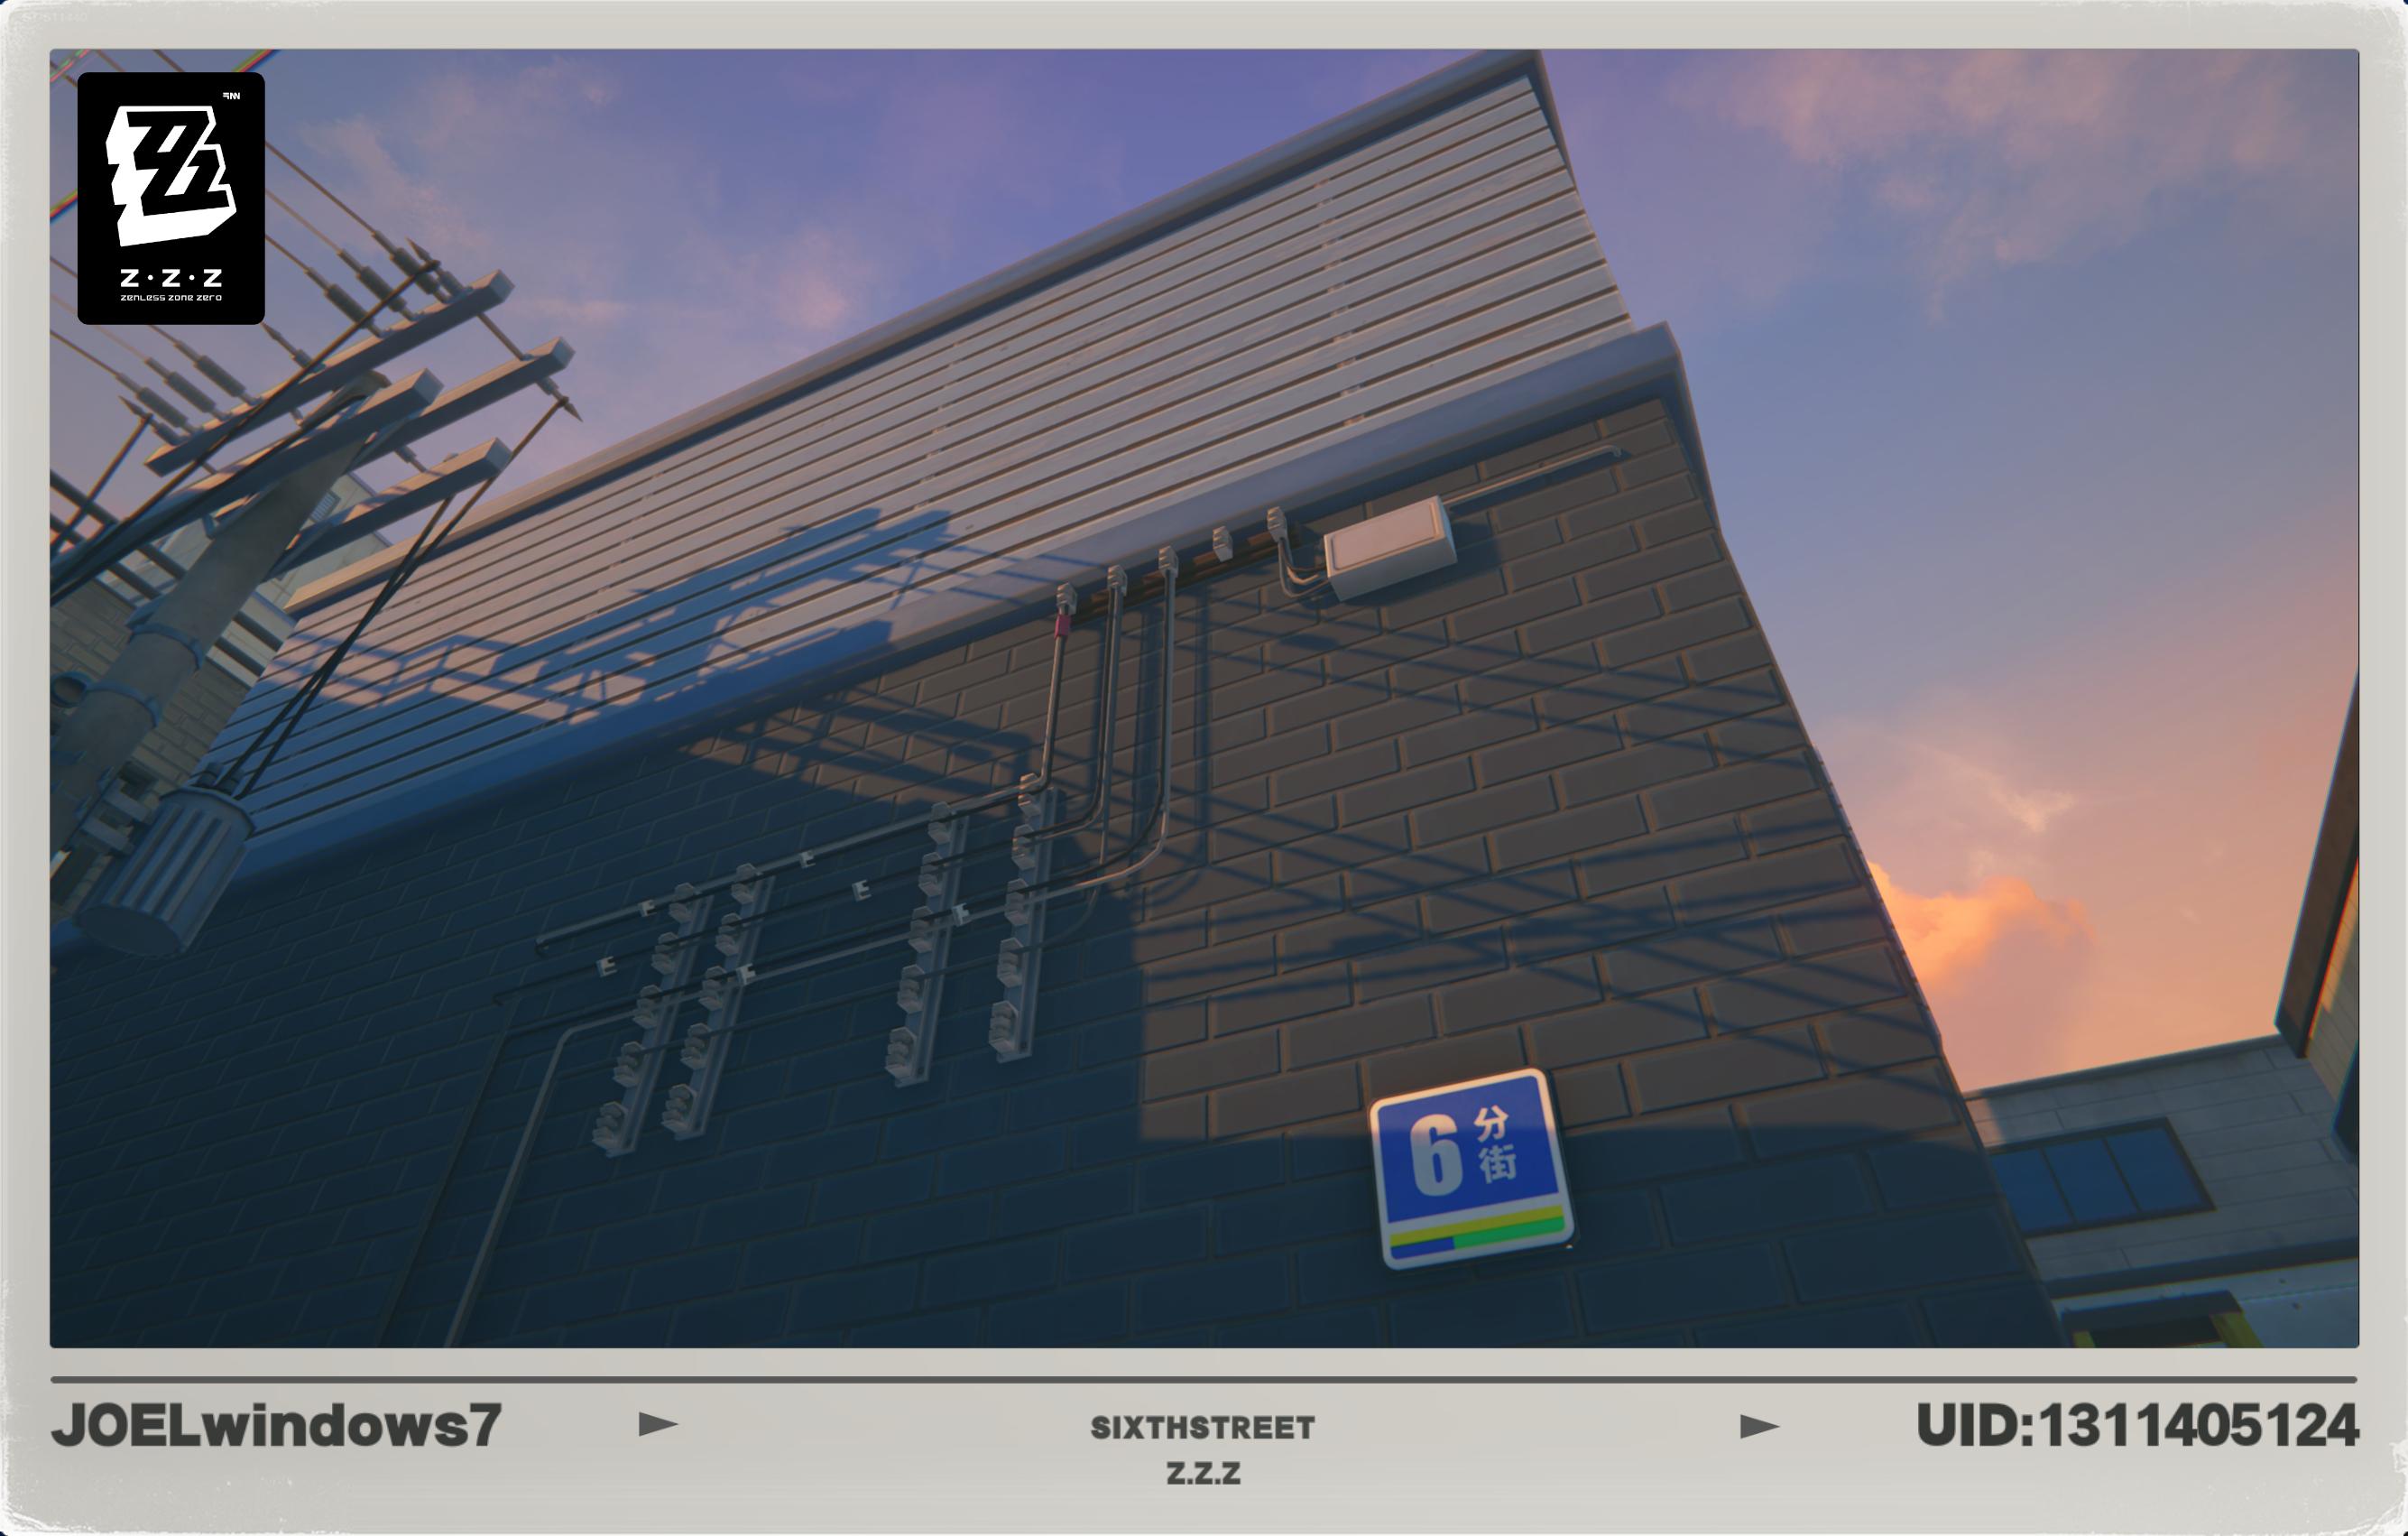 Z·Z·Z
ZENLESS ZONE ZERO
6分街
JOELwindows7
SIXTHSTREET
Z.Z.Z
UID:1311405124